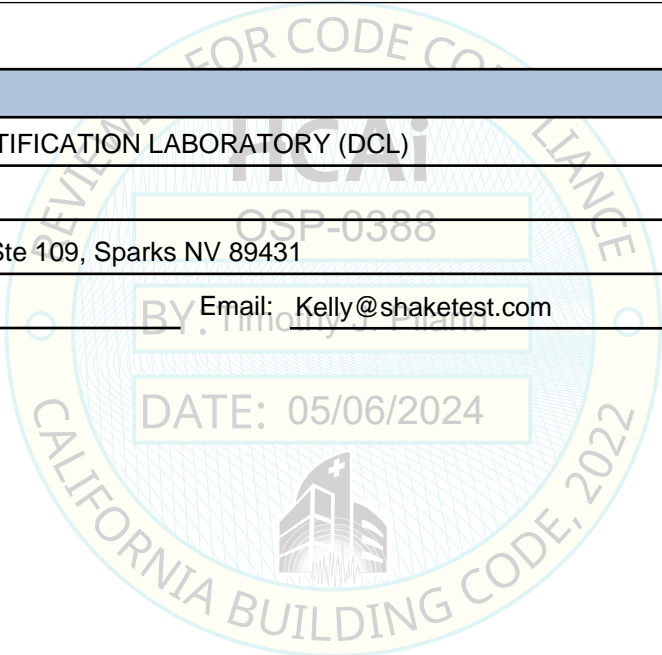 REVIEWED FOR CODE COMPLIANCE
TIFICATION LABORATORY (DCL)
HCAi
OSP-0388
Ste 109, Sparks NV 89431
Email: Kelly@shaketest.com
BY: Timothy J. Piland
DATE: 05/06/2024
CALIFORNIA BUILDING CODE, 2022